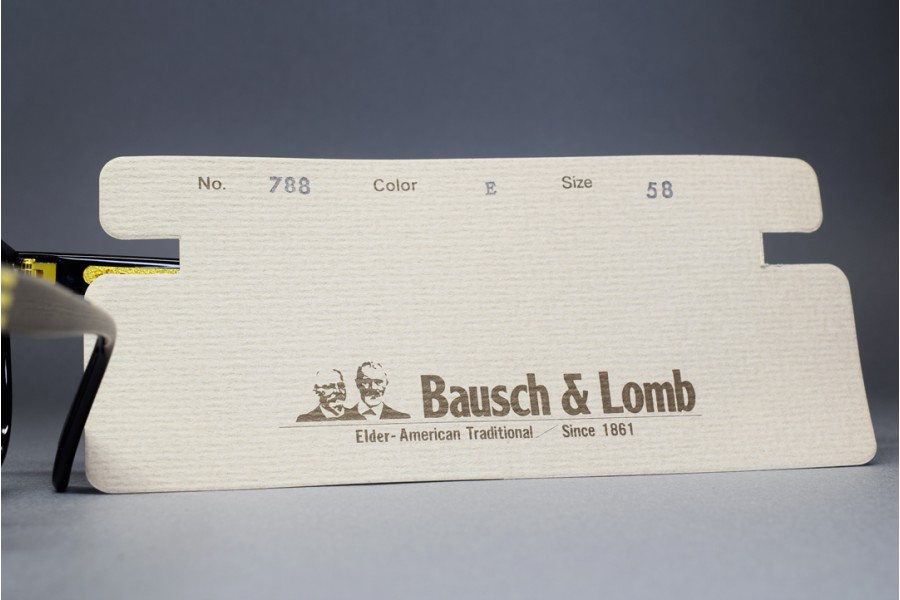 No. 788 Color E Size 58
Bausch & Lomb
Elder-American Traditional Since 1861